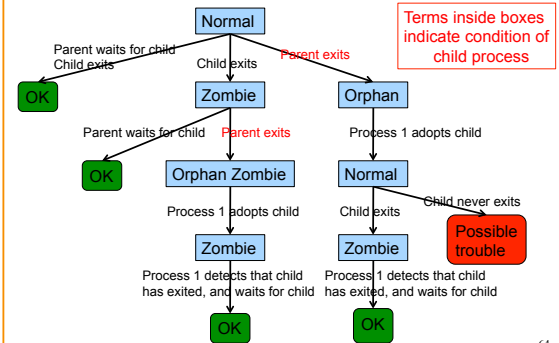 Normal
Terms inside boxes
indicate condition of
child process
Parent waits for child
Child exits
Child exits
Parent exits
OK
Zombie
Orphan
Parent waits for child
Parent exits
Process 1 adopts child
OK
Orphan Zombie
Normal
Process 1 adopts child
Child exits
Child never exits
Zombie
Zombie
Possible
trouble
Process 1 detects that child
has exited, and waits for child
Process 1 detects that child
has exited, and waits for child
OK
OK